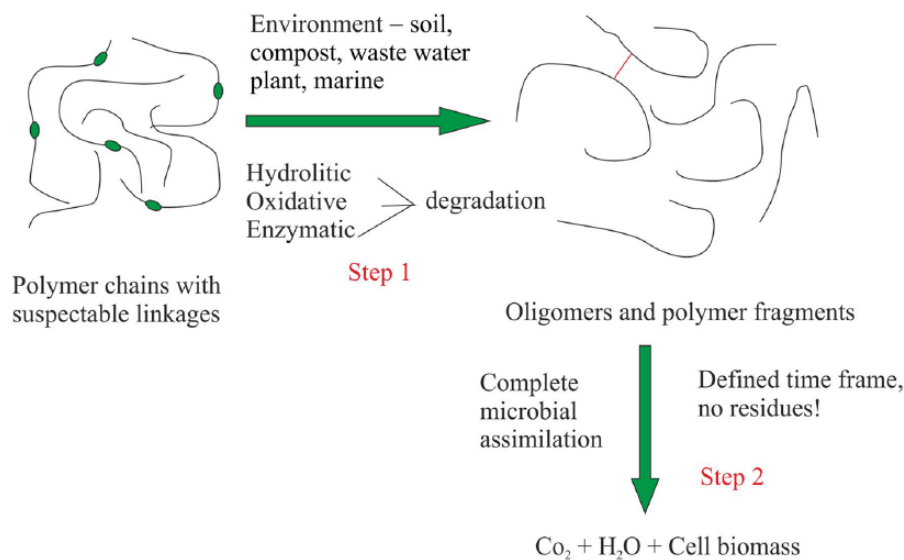 Environment – soil,
compost, waste water
plant, marine
Hydrolitic
Oxidative
Enzymatic
degradation
Step 1
Polymer chains with
suspectable linkages
Oligomers and polymer fragments
Complete
microbial
assimilation
Defined time frame,
no residues!
Step 2
Co₂ + H₂O + Cell biomass